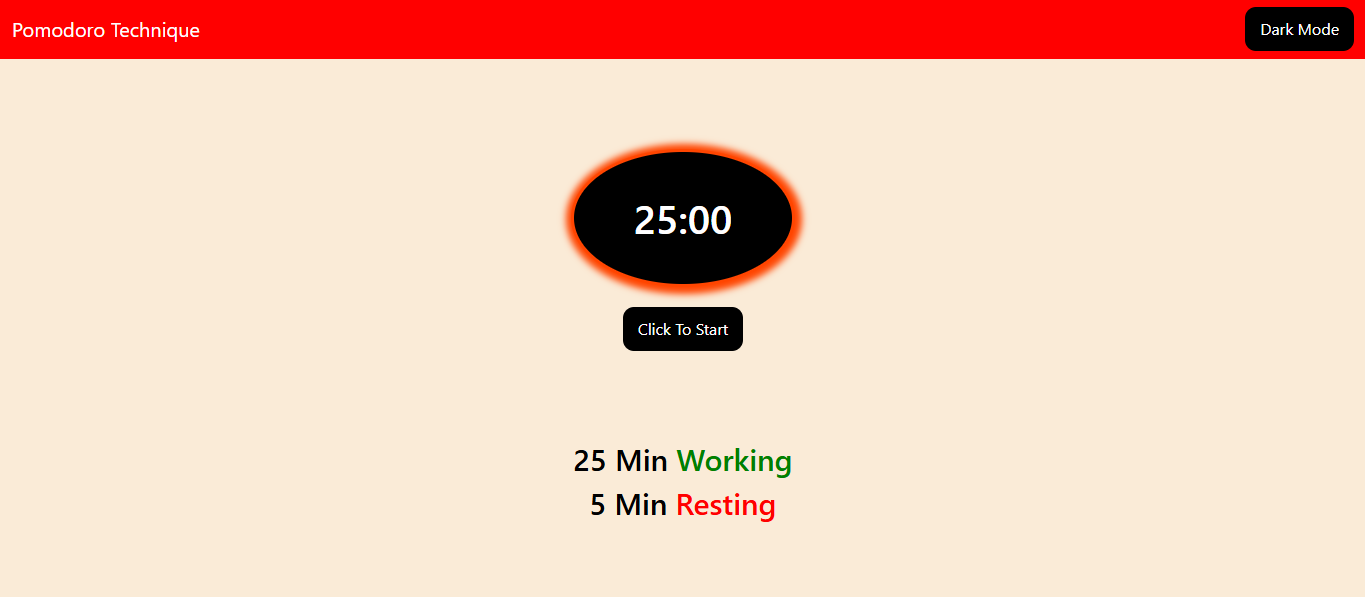 Pomodoro Technique
Dark Mode
25:00
Click To Start
25 Min Working
5 Min Resting